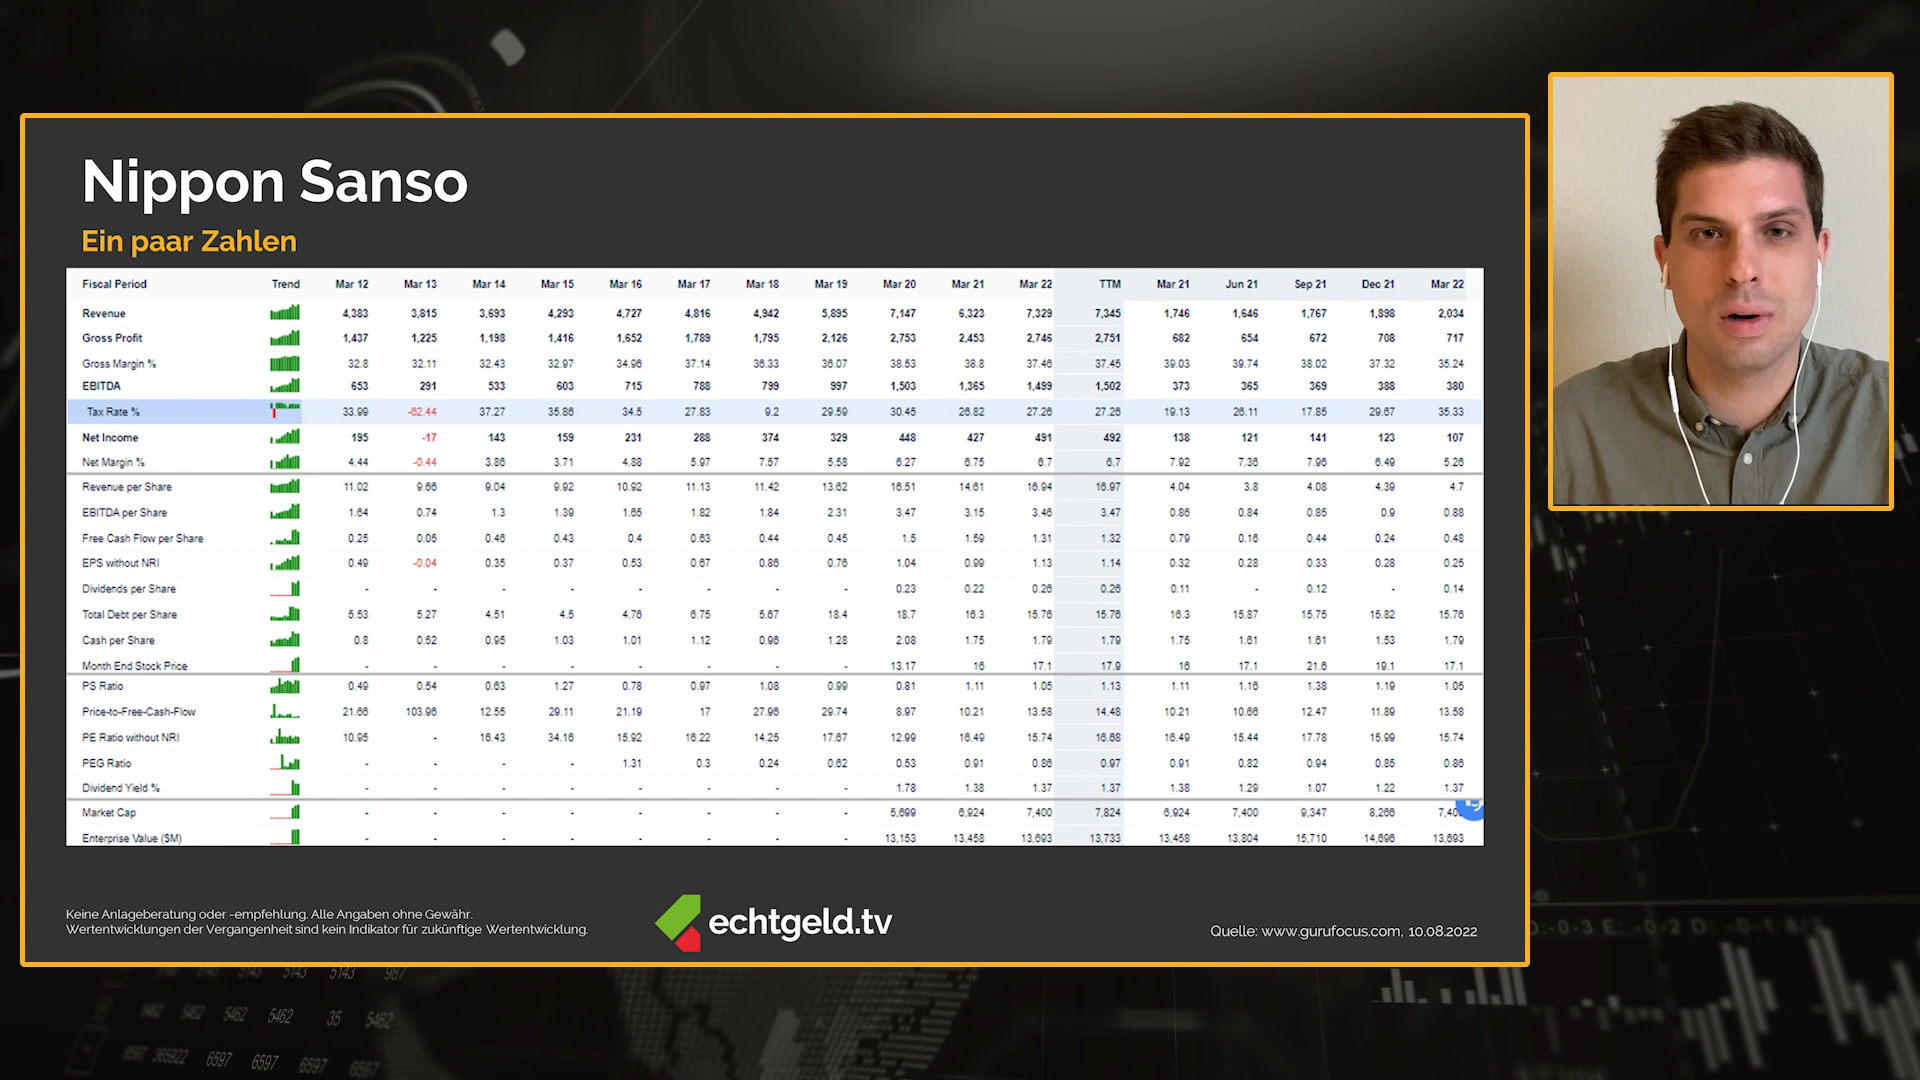 Nippon Sanso
Ein paar Zahlen
Fiscal Period Trend Mar 12 Mar 13 Mar 14 Mar 15 Mar 16 Mar 17 Mar 18 Mar 19 Mar 20 Mar 21 Mar 22 TTM Mar 21 Jun 21 Sep 21 Dec 21 Mar 22
Revenue 4,383 3,815 3,693 4,293 4,727 4,816 4,942 5,895 7,147 6,323 7,329 7,345 1,746 1,646 1,767 1,898 2,034
Gross Profit 1,437 1,225 1,198 1,416 1,652 1,789 1,795 2,126 2,753 2,453 2,746 2,751 682 654 672 708 717
Gross Margin % 32.8 32.11 32.43 32.97 34.96 37.14 36.33 36.07 38.53 38.8 37.46 37.45 39.03 39.74 38.02 37.32 35.24
EBITDA 653 291 533 603 715 788 799 997 1,503 1,365 1,499 1,502 373 365 369 388 380
Tax Rate % 33.99 -62.44 37.27 35.86 34.5 27.83 9.2 29.59 30.45 26.82 27.26 27.26 19.13 26.11 17.85 29.67 35.33
Net Income 195 -17 143 159 231 288 374 329 448 427 491 492 138 121 141 123 107
Net Margin % 4.44 -0.44 3.86 3.71 4.88 5.97 7.57 5.58 6.27 6.75 6.7 6.7 7.92 7.36 7.96 6.49 5.26
Revenue per Share 11.02 9.66 9.04 9.92 10.92 11.13 11.42 13.62 16.51 14.61 16.94 16.97 4.04 3.8 4.08 4.39 4.7
EBITDA per Share 1.64 0.74 1.3 1.39 1.65 1.82 1.84 2.31 3.47 3.15 3.46 3.47 0.86 0.84 0.85 0.9 0.88
Free Cash Flow per Share 0.25 0.05 0.46 0.43 0.4 0.63 0.44 0.45 1.5 1.59 1.31 1.32 0.79 0.16 0.44 0.24 0.48
EPS without NRI 0.49 -0.04 0.35 0.37 0.53 0.67 0.86 0.76 1.04 0.99 1.13 1.14 0.32 0.28 0.33 0.28 0.25
Dividends per Share - - - - - - - - 0.23 0.22 0.26 0.26 0.11 - 0.12 - 0.14
Total Debt per Share 5.53 5.27 4.51 4.5 4.76 6.75 5.67 18.4 18.7 16.3 15.76 15.76 16.3 15.87 15.75 15.82 15.76
Cash per Share 0.8 0.52 0.95 1.03 1.01 1.12 0.96 1.28 2.08 1.75 1.79 1.79 1.75 1.61 1.61 1.53 1.79
Month End Stock Price - - - - - - - - 13.17 16 17.1 17.9 16 17.1 21.6 19.1 17.1
PS Ratio 0.49 0.54 0.63 1.27 0.78 0.97 1.08 0.99 0.81 1.11 1.05 1.13 1.11 1.16 1.38 1.19 1.05
Price-to-Free-Cash-Flow 21.66 103.96 12.55 29.11 21.19 17 27.96 29.74 8.97 10.21 13.58 14.48 10.21 10.66 12.47 11.89 13.58
PE Ratio without NRI 10.95 - 16.43 34.16 15.92 16.22 14.25 17.67 12.99 16.49 15.74 16.68 16.49 15.44 17.78 15.99 15.74
PEG Ratio - - - - 1.31 0.3 0.24 0.62 0.53 0.91 0.86 0.97 0.91 0.82 0.94 0.85 0.86
Dividend Yield % - - - - - - - - 1.78 1.38 1.37 1.37 1.38 1.29 1.07 1.22 1.37
Market Cap - - - - - - - - 5,699 6,924 7,400 7,824 6,924 7,400 9,347 8,266
Enterprise Value ($M) - - - - - - - - 13,153 13,458 13,693 13,733 13,458 13,804 15,710 14,696 13,693
Keine Anlageberatung oder -empfehlung. Alle Angaben ohne Gewähr.
Wertentwicklungen der Vergangenheit sind kein Indikator für zukünftige Wertentwicklung.
echtgeld.tv
Quelle: www.gurufocus.com, 10.08.2022
5462 5462 5462 5462 35 5462
6597 365922 6597 6597 6597 6597